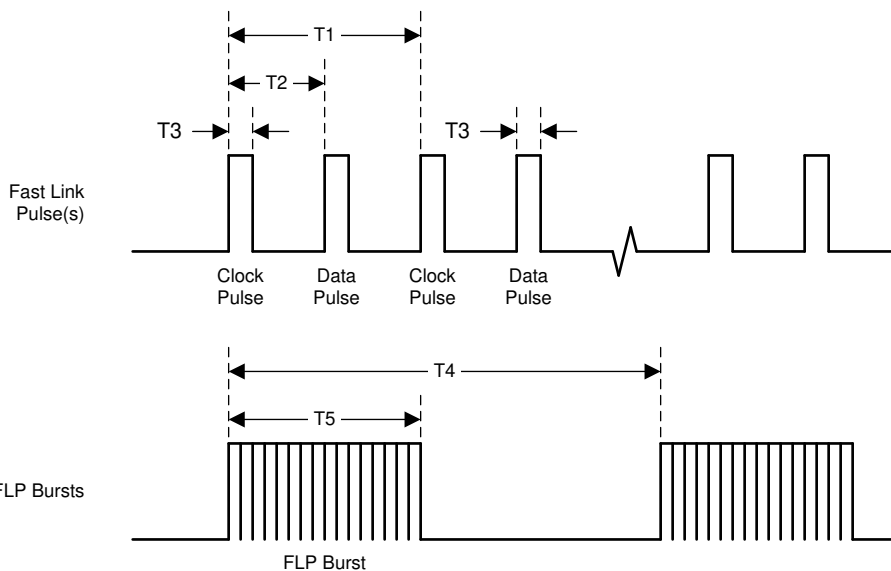 T1
T2
T3
T3
Fast Link
Pulse(s)
Clock
Pulse
Data
Pulse
Clock
Pulse
Data
Pulse
T4
T5
FLP Bursts
FLP Burst